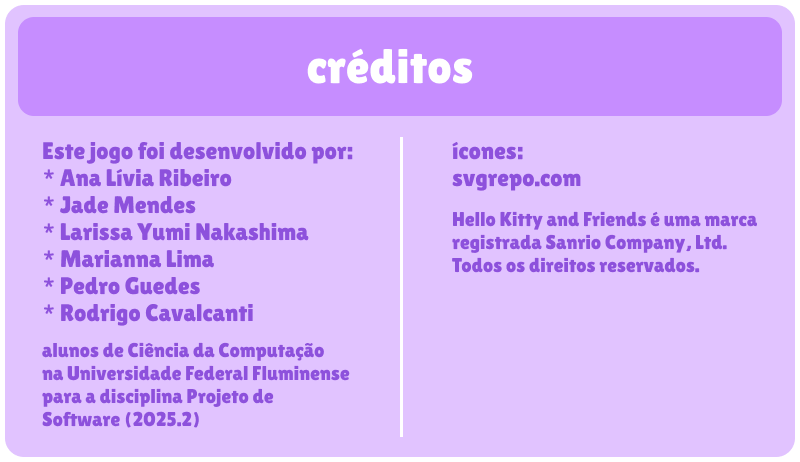 créditos
Este jogo foi desenvolvido por:
* Ana Lívia Ribeiro
* Jade Mendes
* Larissa Yumi Nakashima
* Marianna Lima
* Pedro Guedes
* Rodrigo Cavalcanti
alunos de Ciência da Computação
na Universidade Federal Fluminense
para a disciplina Projeto de
Software (2025.2)
ícones:
svgrepo.com
Hello Kitty and Friends é uma marca
registrada Sanrio Company, Ltd.
Todos os direitos reservados.